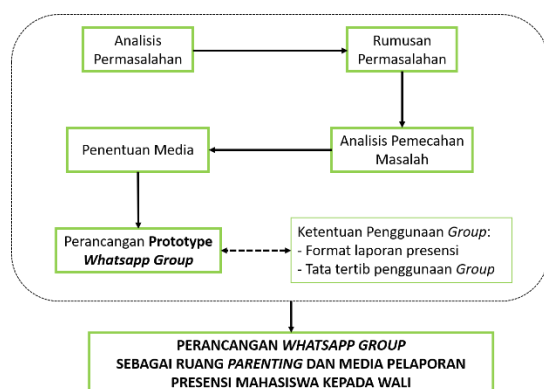 Analisis
Permasalahan
Rumusan
Permasalahan
Penentuan Media
Analisis Pemecahan
Masalah
Perancangan Prototype
Whatsapp Group
Ketentuan Penggunaan Group:
- Format laporan presensi
- Tata tertib penggunaan Group
PERANCANGAN WHATSAPP GROUP
SEBAGAI RUANG PARENTING DAN MEDIA PELAPORAN
PRESENSI MAHASISWA KEPADA WALI